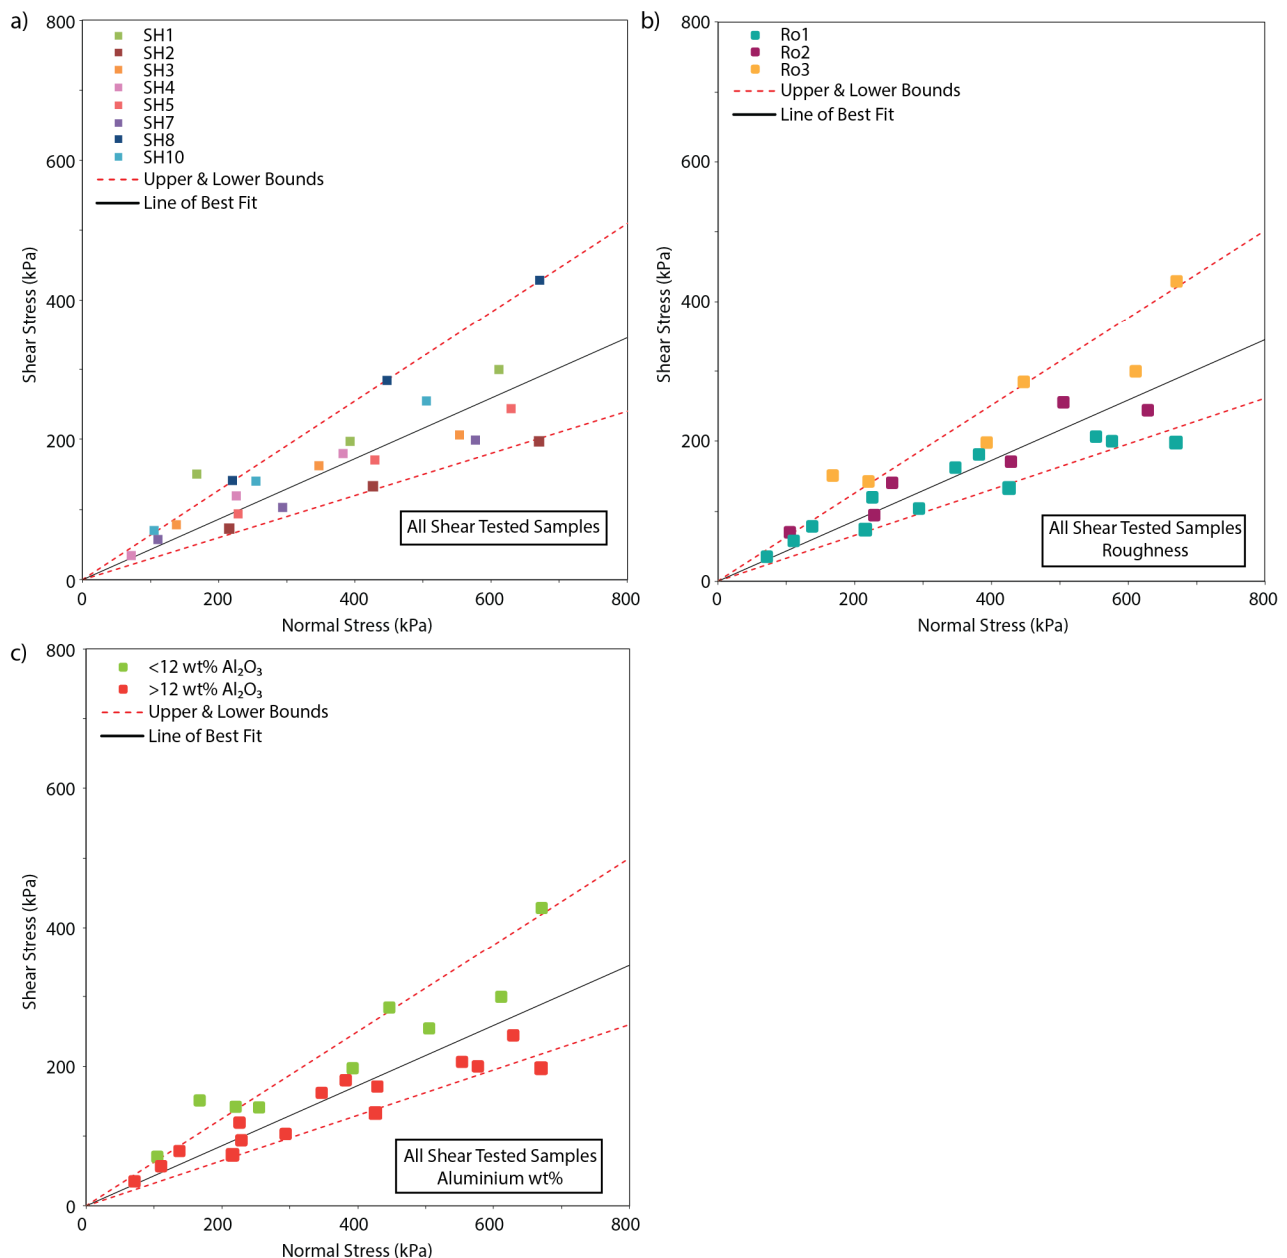 a)
SH1
SH2
SH3
SH4
SH5
SH7
SH8
SH10
Upper & Lower Bounds
Line of Best Fit
800
600
400
200
0
Shear Stress (kPa)
All Shear Tested Samples
0 200 400 600 800
Normal Stress (kPa)
b)
Ro1
Ro2
Ro3
Upper & Lower Bounds
Line of Best Fit
800
600
400
200
0
Shear Stress (kPa)
All Shear Tested Samples
Roughness
0 200 400 600 800
Normal Stress (kPa)
c)
<12 wt% Al₂O₃
>12 wt% Al₂O₃
Upper & Lower Bounds
Line of Best Fit
800
600
400
200
0
Shear Stress (kPa)
All Shear Tested Samples
Aluminium wt%
0 200 400 600 800
Normal Stress (kPa)